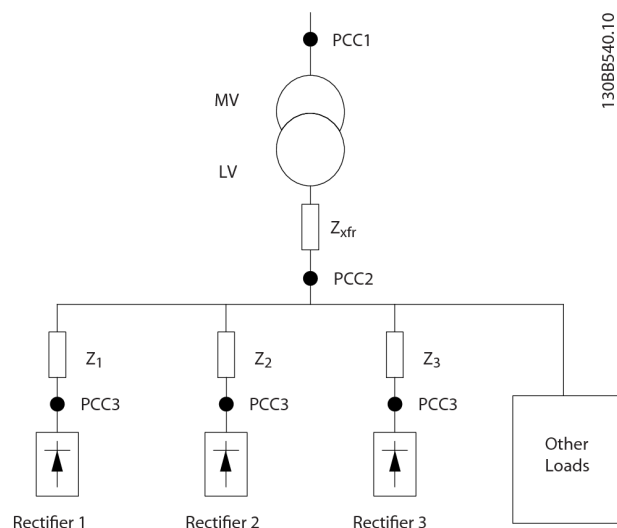 PCC1
130BB540.10
MV
LV
Zxfr
PCC2
Z1
Z2
Z3
PCC3
PCC3
PCC3
Other
Loads
Rectifier 1
Rectifier 2
Rectifier 3